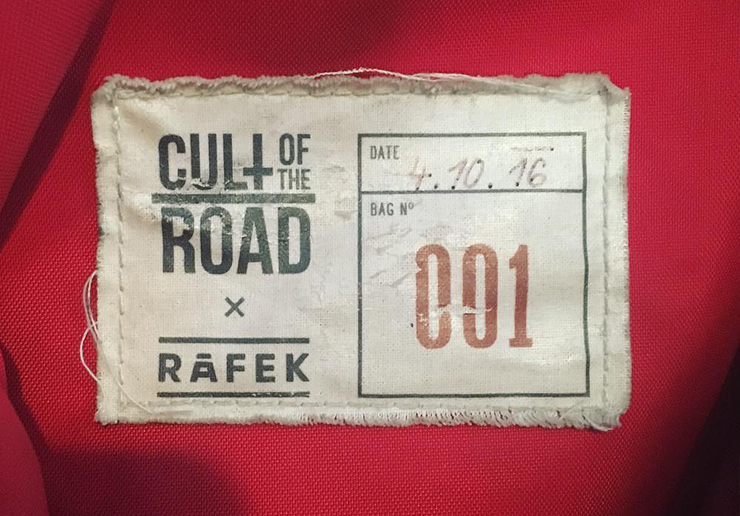 CULT OF THE
ROAD
×
RĀFEK
DATE
4.10.16
BAG Nº
001